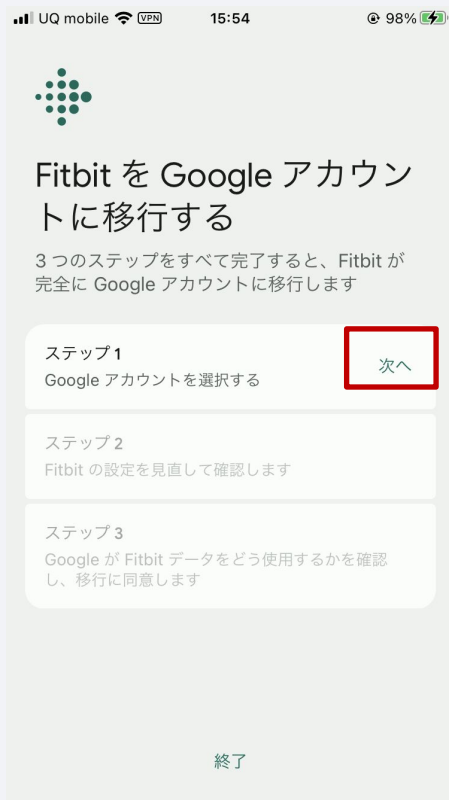 UQ mobile VPN 15:54 98%
Fitbit を Google アカウン
トに移行する
3 つのステップをすべて完了すると、Fitbit が
完全に Google アカウントに移行します
ステップ 1
Google アカウントを選択する
次へ
ステップ 2
Fitbit の設定を見直して確認します
ステップ 3
Google が Fitbit データをどう使用するかを確認
し、移行に同意します
終了